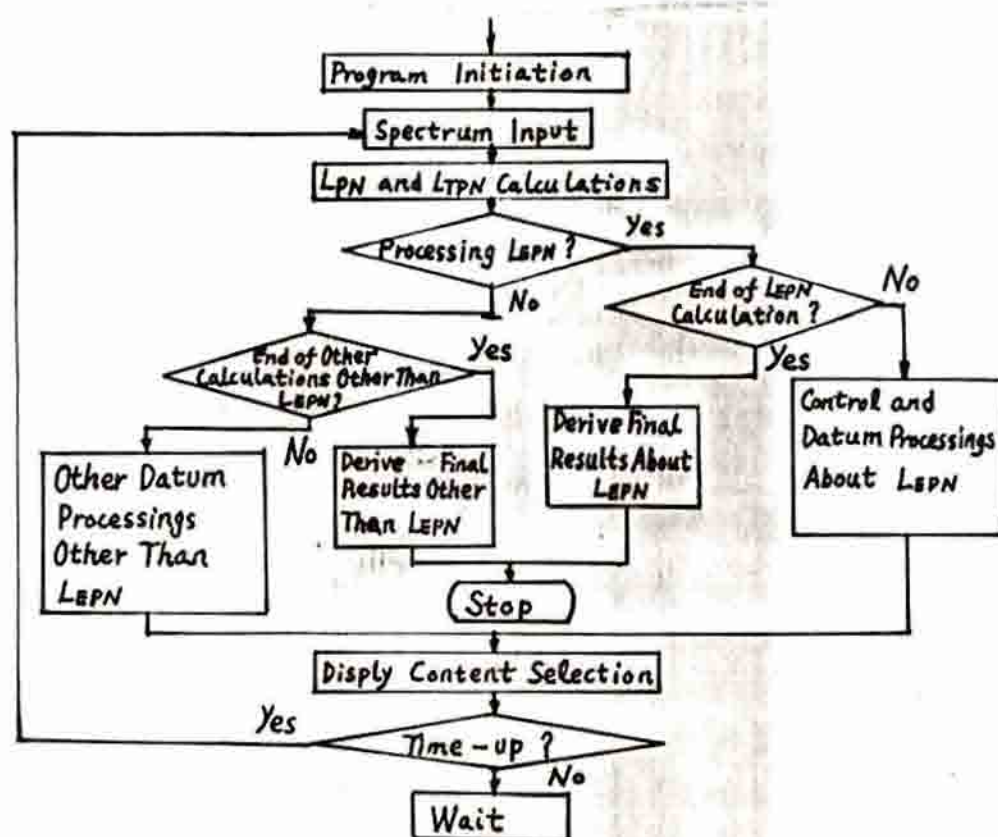 Program Initiation
Spectrum Input
LPN and LTPN Calculations
Processing LEPN?
Yes
No
End of LEPN
Calculation?
No
Yes
End of Other
Calculations Other Than
LEPN?
Yes
No
Other Datum
Processings
Other Than
LEPN
Derive Final
Results Other
Than LEPN
Derive Final
Results About
LEPN
Control and
Datum Processings
About LEPN
Stop
Disply Content Selection
Time-up?
Yes
No
Wait